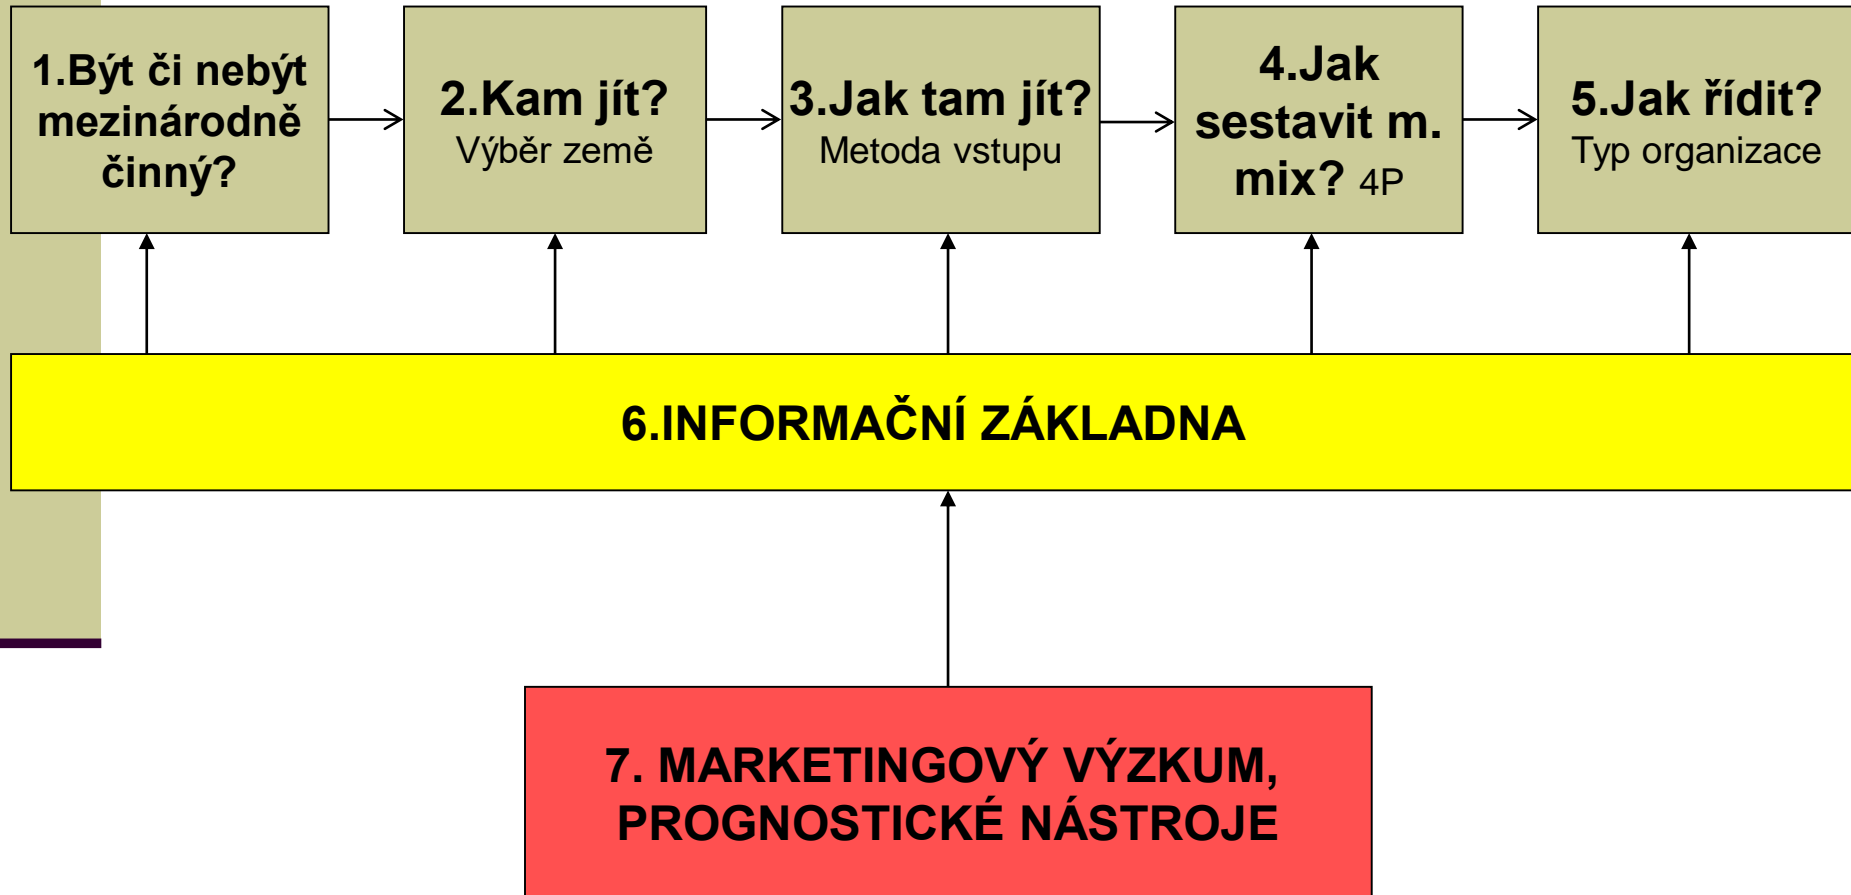 1.Být či nebýt
mezinárodně
činný?
2.Kam jít?
Výběr země
3.Jak tam jít?
Metoda vstupu
4.Jak
sestavit m.
mix? 4P
5.Jak řídit?
Typ organizace
6.INFORMAČNÍ ZÁKLADNA
7. MARKETINGOVÝ VÝZKUM,
PROGNOSTICKÉ NÁSTROJE